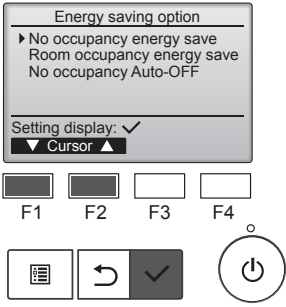 Energy saving option
No occupancy energy save
Room occupancy energy save
No occupancy Auto-OFF
Setting display: ✓
▼ Cursor ▲
F1 F2 F3 F4